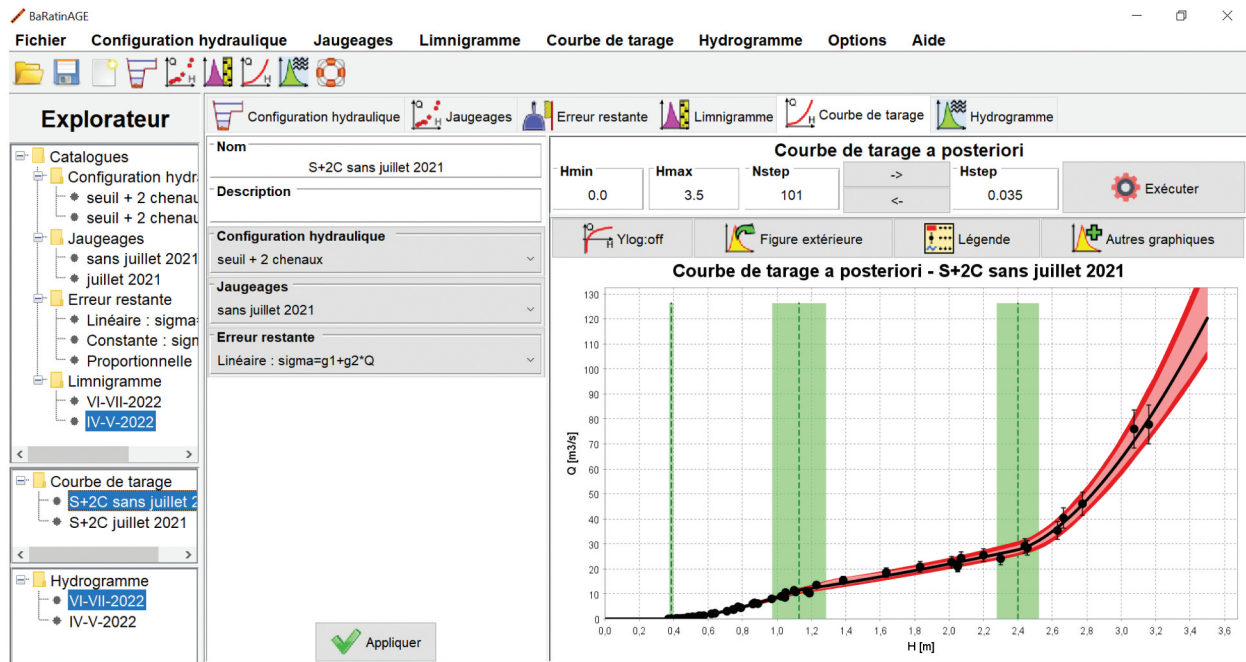 BaRatinAGE
Fichier Configuration hydraulique Jaugeages Limnigramme Courbe de tarage Hydrogramme Options Aide
Explorateur
Catalogues
Configuration hydr
seuil + 2 chenau
seuil + 2 chenau
Jaugeages
sans juillet 2021
juillet 2021
Erreur restante
Linéaire : sigma=
Constante : sign
Proportionnelle
Limnigramme
VI-VII-2022
IV-V-2022
Courbe de tarage
S+2C sans juillet 2
S+2C juillet 2021
Hydrogramme
VI-VII-2022
IV-V-2022
Configuration hydraulique Jaugeages Erreur restante Limnigramme Courbe de tarage Hydrogramme
Nom
S+2C sans juillet 2021
Description
Configuration hydraulique
seuil + 2 chenaux
Jaugeages
sans juillet 2021
Erreur restante
Linéaire : sigma=g1+g2*Q
Appliquer
Courbe de tarage a posteriori
Hmin Hmax Nstep -> Hstep
0.0 3.5 101 <- 0.035
Exécuter
Ylog:off Figure extérieure Légende Autres graphiques
Courbe de tarage a posteriori - S+2C sans juillet 2021
130
120
110
100
90
80
70
60
50
40
30
20
10
0
Q [m3/s]
0,0 0,2 0,4 0,6 0,8 1,0 1,2 1,4 1,6 1,8 2,0 2,2 2,4 2,6 2,8 3,0 3,2 3,4 3,6
H [m]